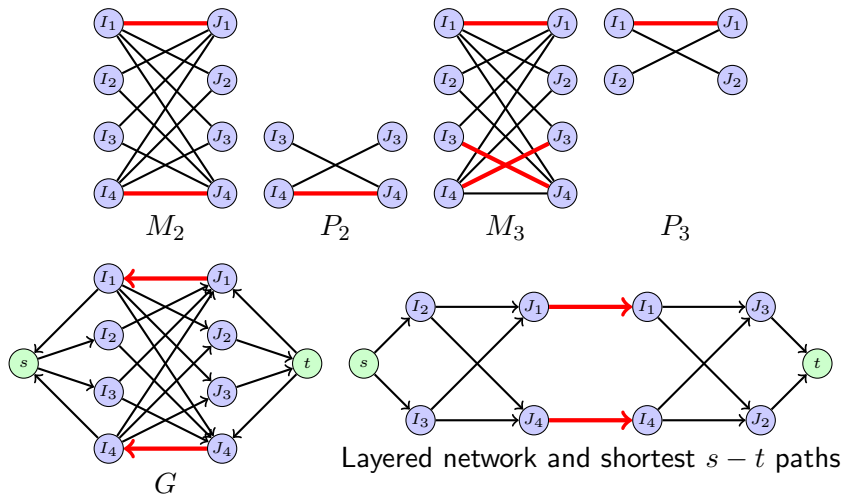 I₁ J₁ I₁ J₁ I₁ J₁
I₂ J₂ I₂ J₂ I₂ J₂
I₃ J₃ I₃ J₃ I₃ J₃
I₄ J₄ I₄ J₄ I₄ J₄
M₂ P₂ M₃ P₃
I₁ J₁
I₂ J₁ I₁ J₃
I₂ J₂
s t s t
I₃ J₃
I₃ J₄ I₄ J₂
I₄ J₄
Layered network and shortest s − t paths
G